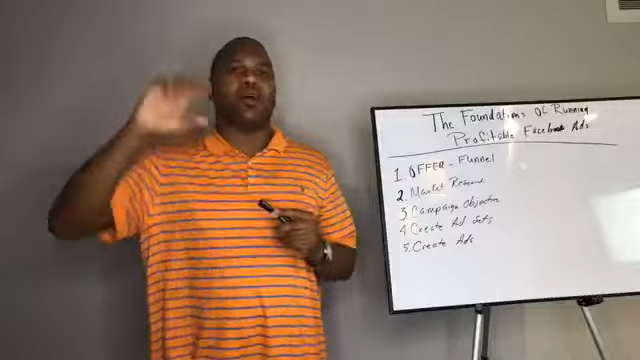 The Foundations Of Running
Profitable Facebook Ads
1. OFFER - Funnel
2. Market Research
3 Campaign Objective
4 Create Ad Sets
5. Create Ads